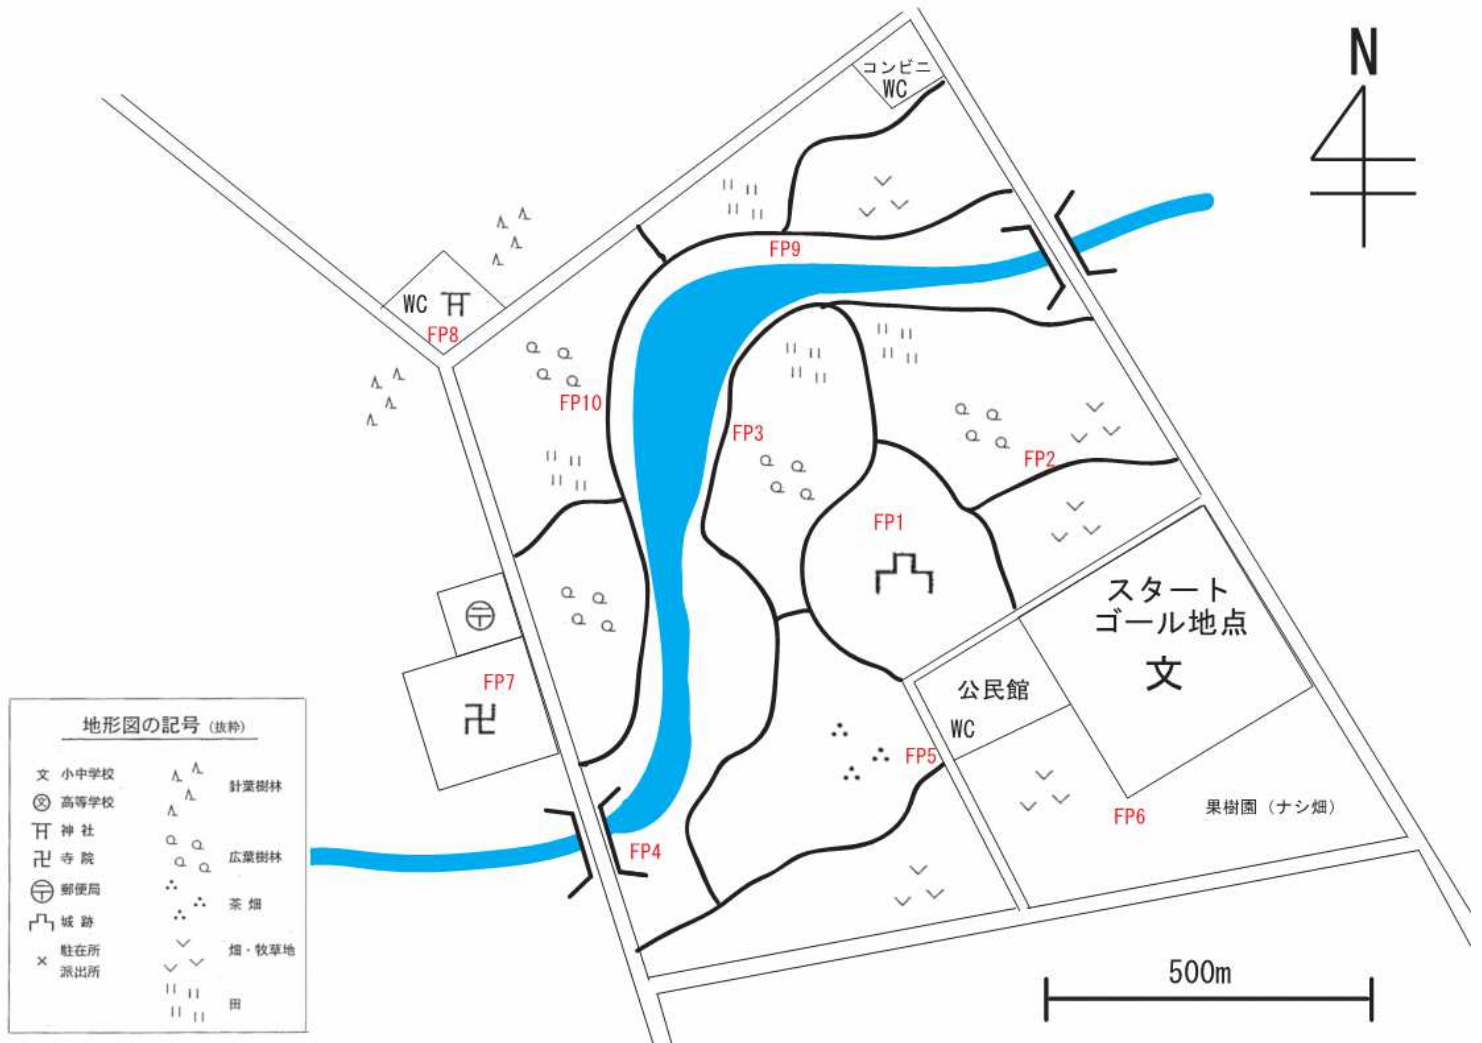 コンビニ
WC
N
FP9
WC
FP8
FP10
FP3
FP2
FP1
スタート
ゴール地点
文
公民館
WC
FP7
卍
FP5
FP6
果樹園（ナシ畑）
FP4
500m
地形図の記号（抜粋）
文 小中学校
針葉樹林
文 高等学校
神社
卍 寺院
広葉樹林
〒 郵便局
茶畑
城跡
× 駐在所
派出所
畑・牧草地
田